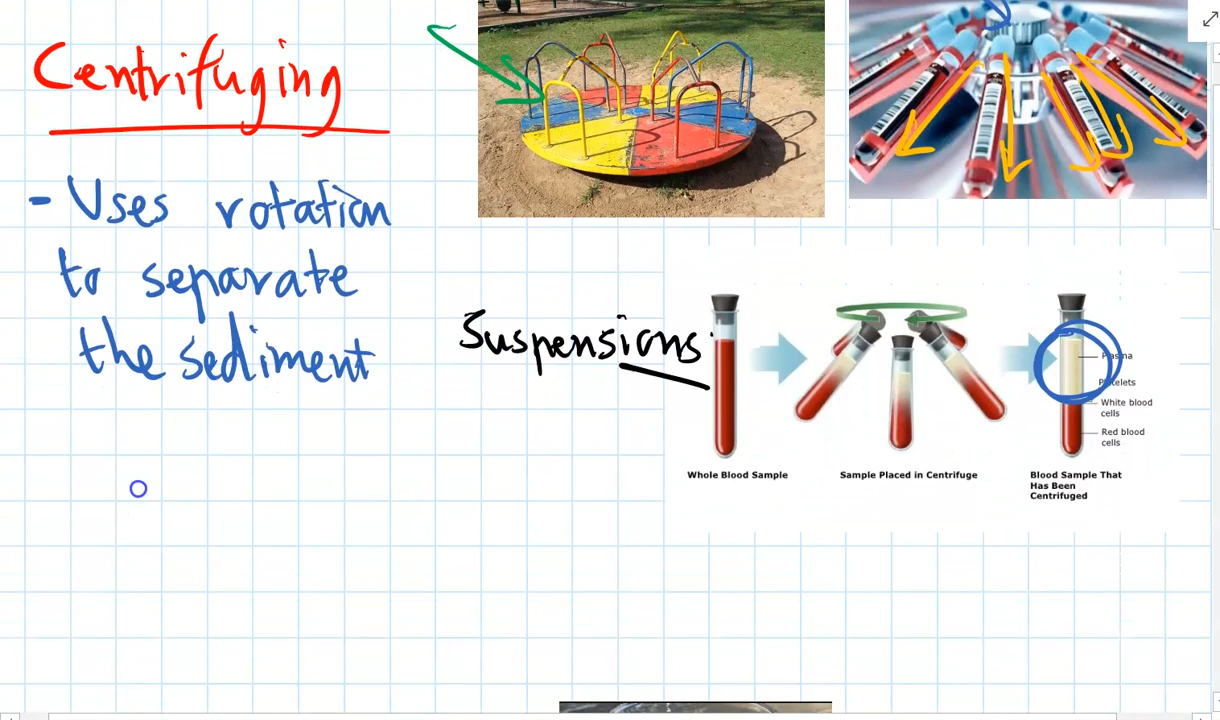 Centrifuging
- Uses rotation
to separate
the sediment
Suspensions
Plasma
Platelets
White blood
cells
Red blood
cells
Whole Blood Sample
Sample Placed in Centrifuge
Blood Sample That
Has Been
Centrifuged